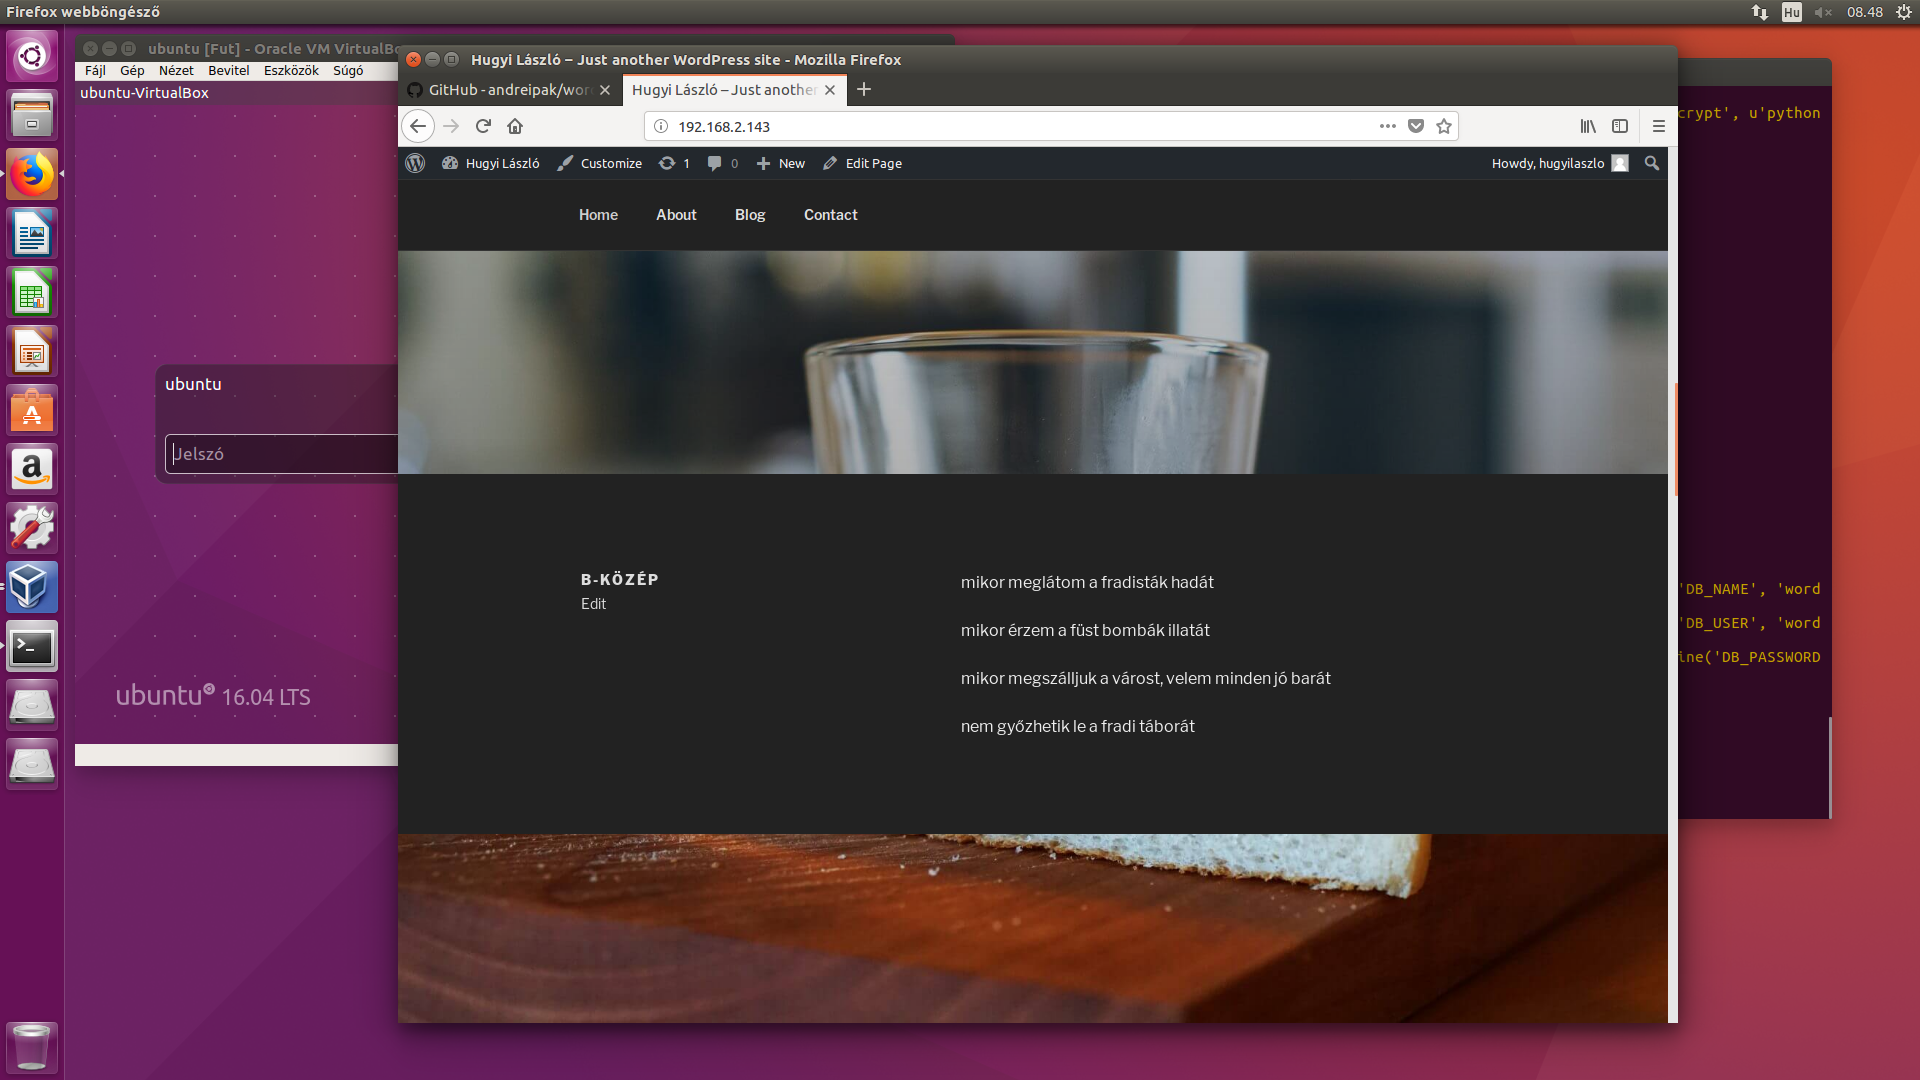 Firefox webböngésző
Hu
08.48
ubuntu [Fut] - Oracle VM VirtualBo
Fájl Gép Nézet Bevitel Eszközök Súgó
ubuntu-VirtualBox
ubuntu
Jelszó
ubuntu 16.04 LTS
Hugyi László – Just another WordPress site - Mozilla Firefox
GitHub - andreipak/wor
Hugyi László – Just another
192.168.2.143
Hugyi László Customize 1 0 New Edit Page
Howdy, hugyilaszlo
Home About Blog Contact
B-KÖZÉP
Edit
mikor meglátom a fradisták hadát
mikor érzem a füst bombák illatát
mikor megszálljuk a várost, velem minden jó barát
nem győzhetik le a fradi táborát
crypt', u'python
'DB_NAME', 'word
'DB_USER', 'word
ine('DB_PASSWORD